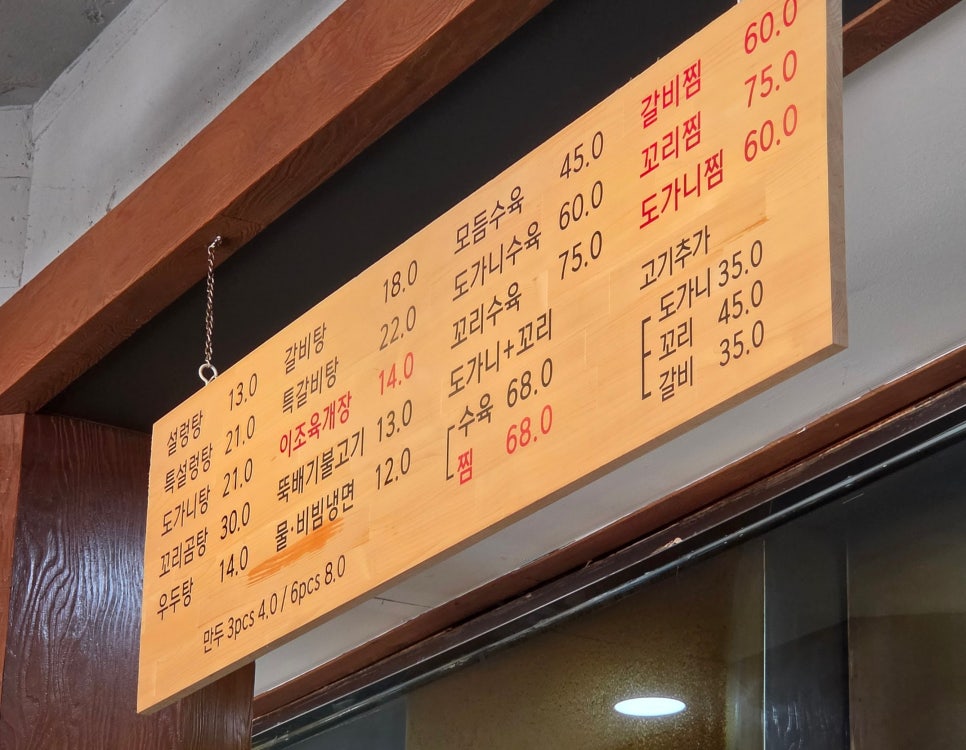 설렁탕 13.0
특설렁탕 21.0
도가니탕 21.0
꼬리곰탕 30.0
우두탕 14.0
만두 3pcs 4.0 / 6pcs 8.0
갈비탕 18.0
특갈비탕 22.0
이조육개장 14.0
뚝배기불고기 13.0
물·비빔냉면 12.0
모듬수육 45.0
도가니수육 60.0
꼬리수육 75.0
도가니+꼬리
수육 68.0
찜 68.0
갈비찜 60.0
꼬리찜 75.0
도가니찜 60.0
고기추가
도가니 35.0
꼬리 45.0
갈비 35.0